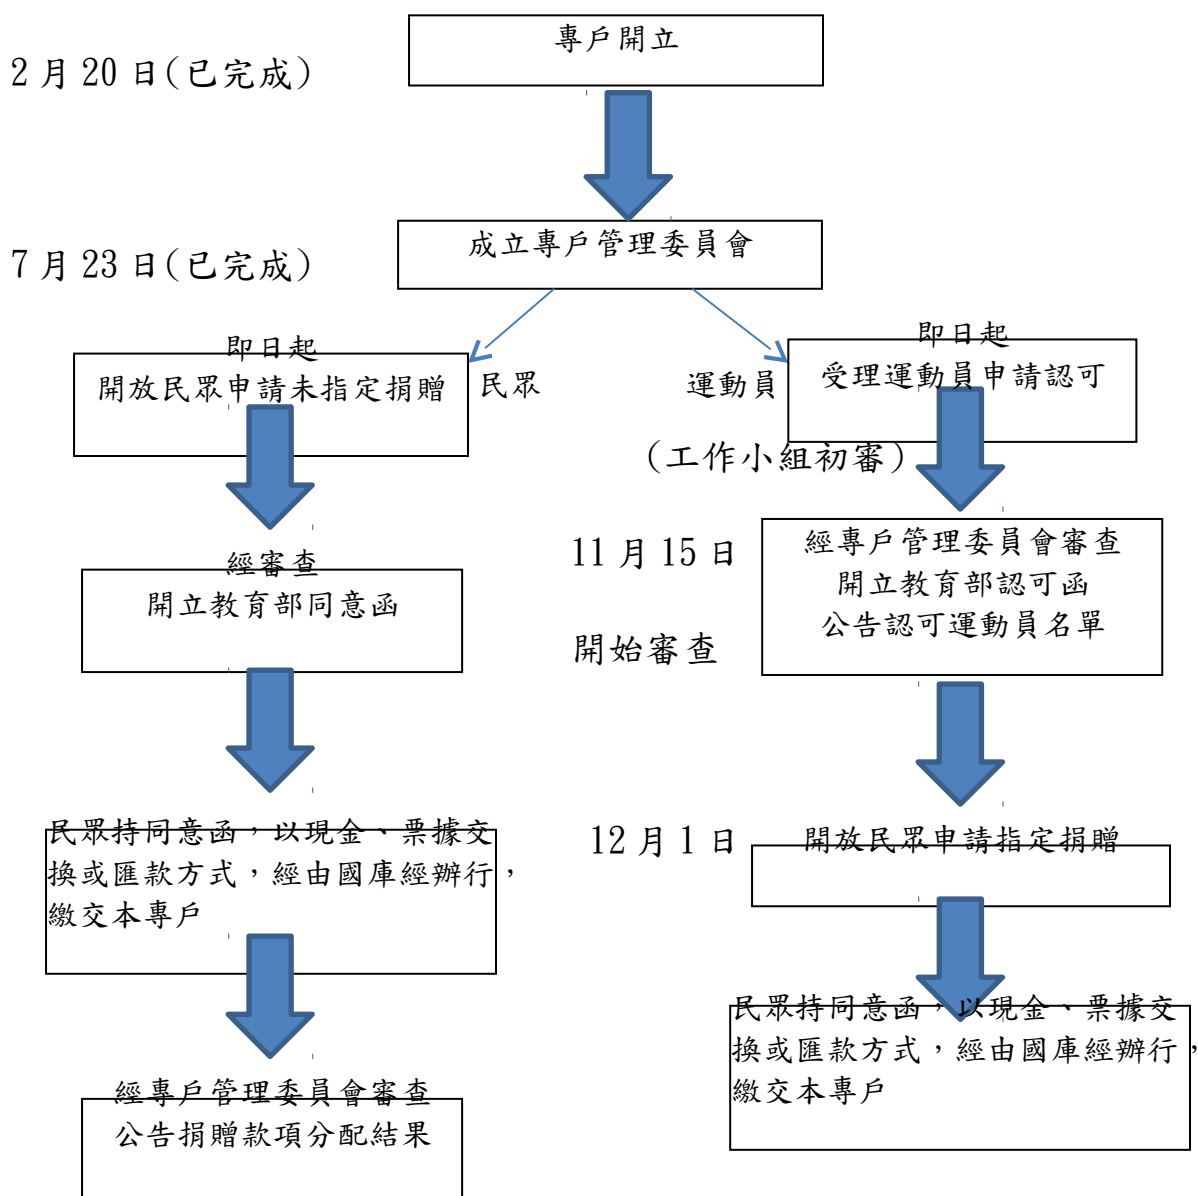 專戶開立
2月20日(已完成)
成立專戶管理委員會
7月23日(已完成)
即日起
開放民眾申請未指定捐贈
民眾
運動員
即日起
受理運動員申請認可
(工作小組初審)
經審查
開立教育部同意函
11月15日
開始審查
經專戶管理委員會審查
開立教育部認可函
公告認可運動員名單
民眾持同意函，以現金、票據交
換或匯款方式，經由國庫經辦行，
繳交本專戶
12月1日
開放民眾申請指定捐贈
民眾持同意函，以現金、票據交
換或匯款方式，經由國庫經辦行，
繳交本專戶
經專戶管理委員會審查
公告捐贈款項分配結果